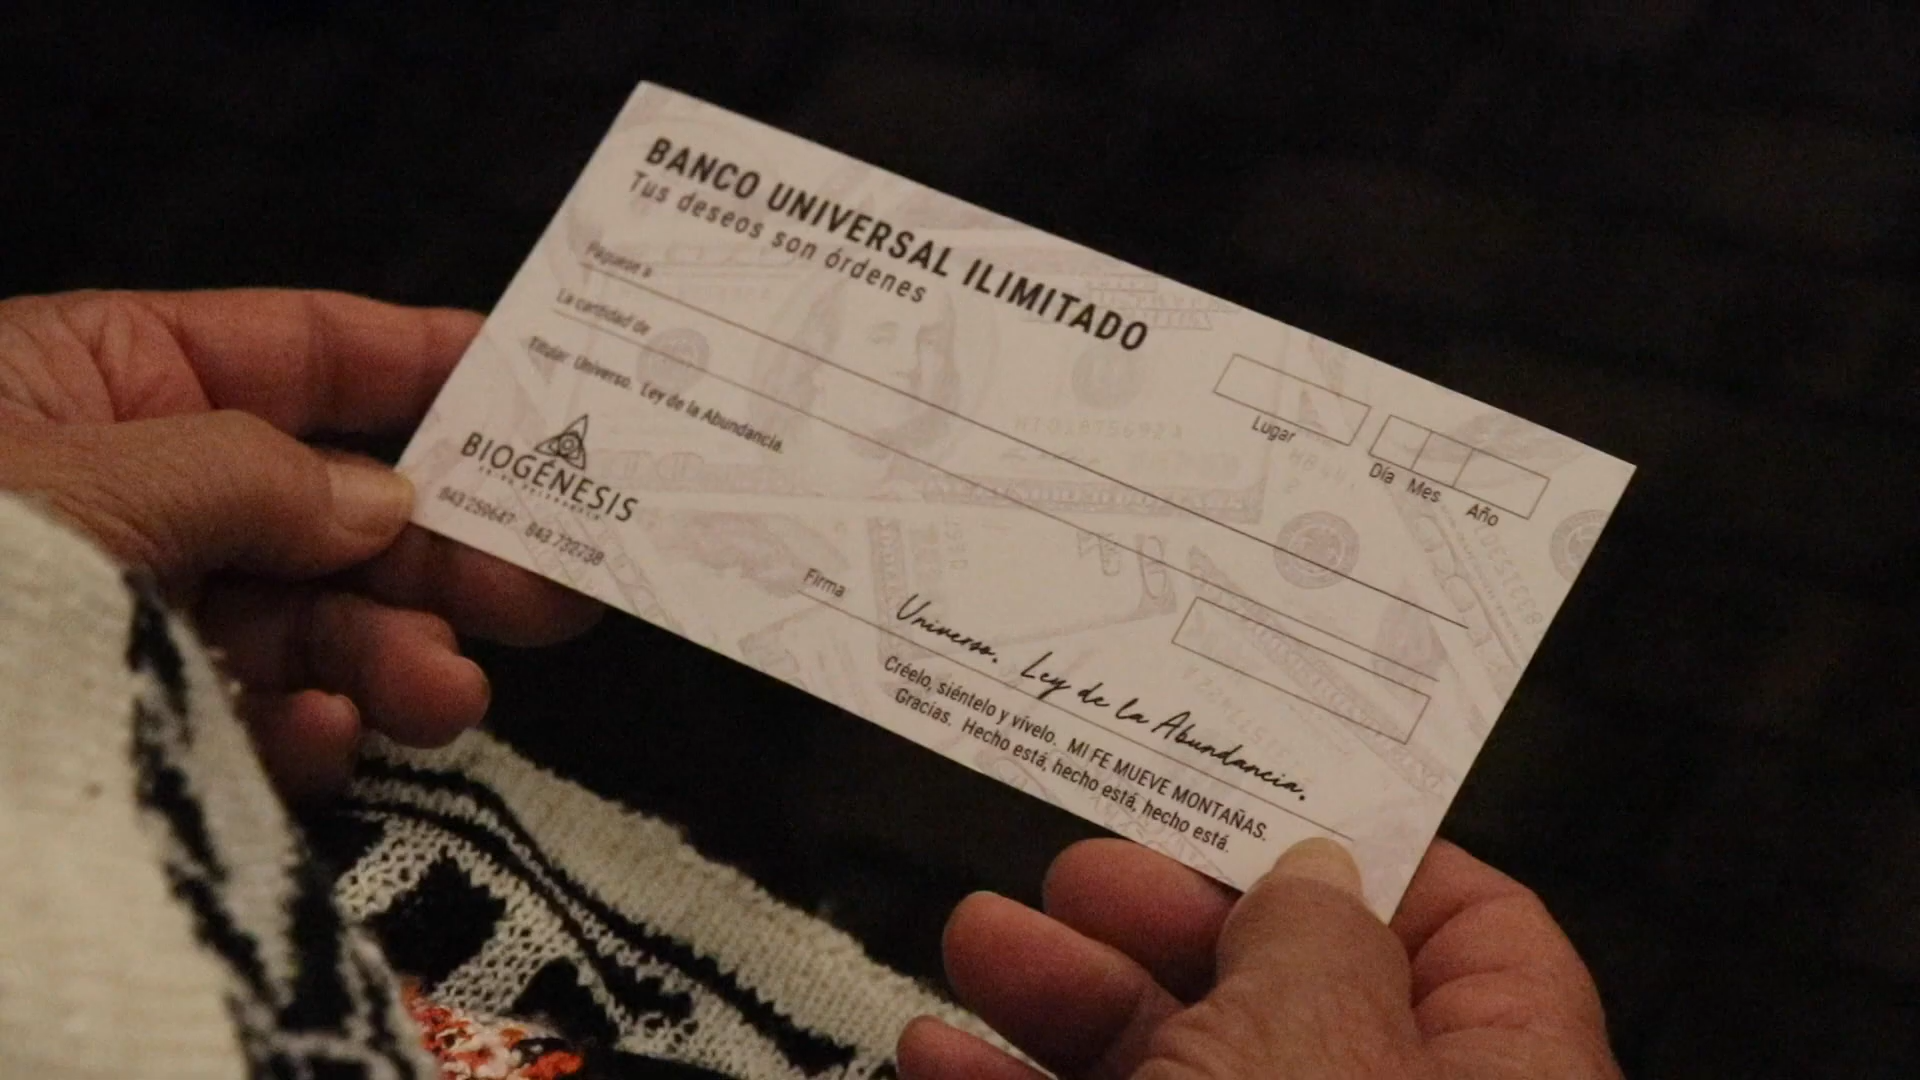 BANCO UNIVERSAL ILIMITADO
Tus deseos son órdenes
Páguese a
La cantidad de
Titular: Universo. Ley de la Abundancia.
Lugar
Día Mes Año
BIOGÉNESIS
843 259647 843 732738
Firma
Universo. Ley de la Abundancia.
Créelo, siéntelo y vívelo. MI FE MUEVE MONTAÑAS.
Gracias. Hecho está, hecho está, hecho está.